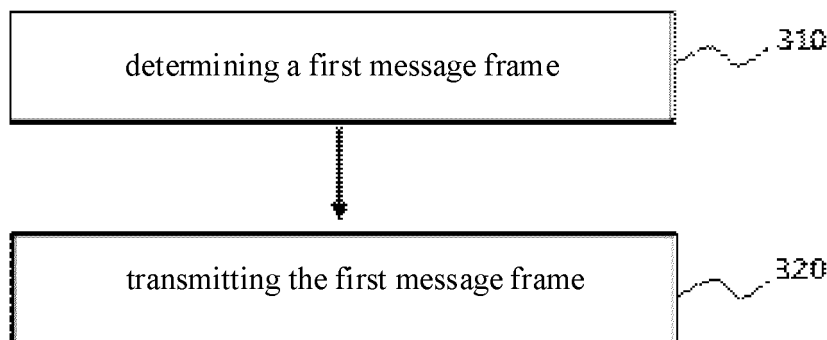 determining a first message frame
310
transmitting the first message frame
320